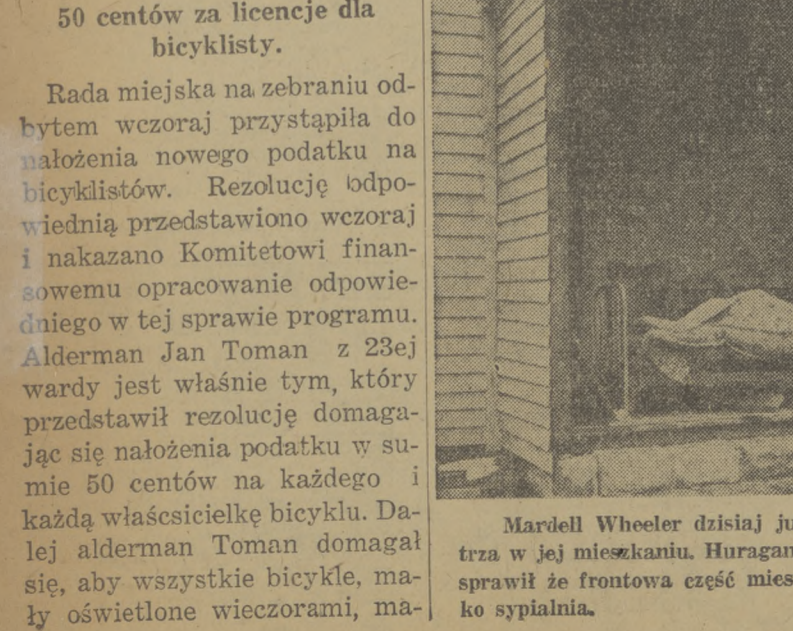 50 centów za licencje dla
bicyklisty.
Rada miejska na zebraniu od-
bytem wczoraj przystąpiła do
nałożenia nowego podatku na
bicyklistów. Rezolucję odpo-
wiednią przedstawiono wczoraj
i nakazano Komitetowi finan-
sowemu opracowanie odpowie-
dniego w tej sprawie programu.
Alderman Jan Toman z 23ej
wardy jest właśnie tym, który
przedstawił rezolucję domaga-
jąc się nałożenia podatku w su-
mie 50 centów na każdego i
każdą właścsicielkę bicyklu. Da-
lej alderman Toman domagał
się, aby wszystkie bicykle, ma-
ły oświetlone wieczorami, ma-
Mardell Wheeler dzisiaj ju
trza w jej mieszkaniu. Huragan
sprawił że frontowa część mies
ko sypialnia.